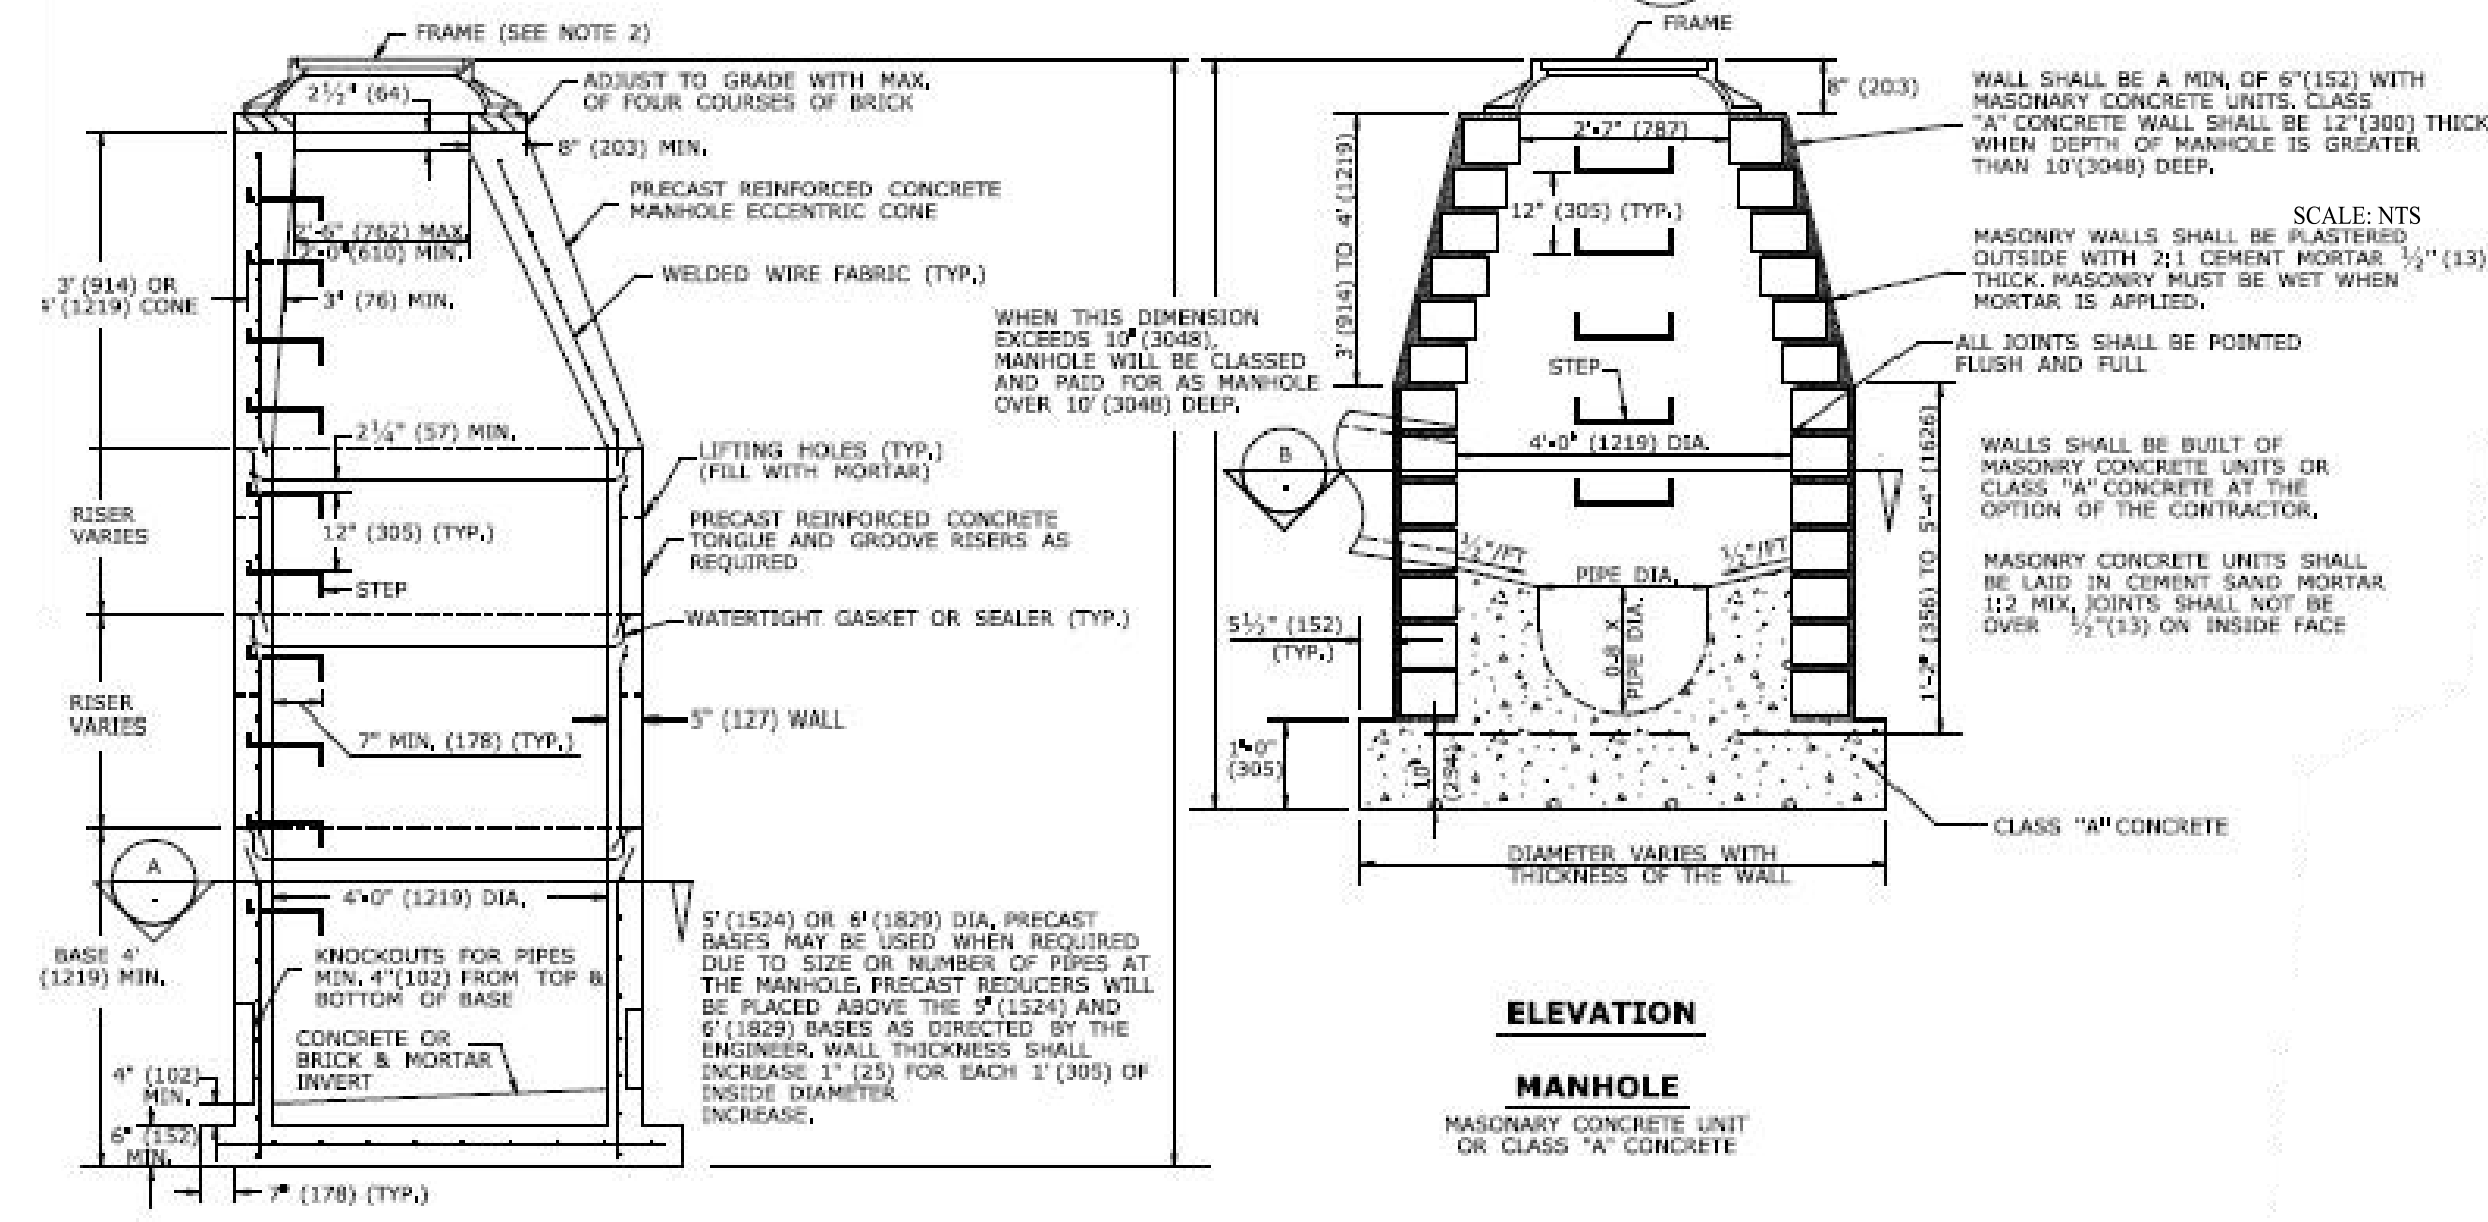 FRAME (SEE NOTE 2)
2½" (64)
ADJUST TO GRADE WITH MAX.
OF FOUR COURSES OF BRICK
8" (203) MIN.
PRECAST REINFORCED CONCRETE
MANHOLE ECCENTRIC CONE
2'-6" (762) MAX.
2'-0"(610) MIN.
WELDED WIRE FABRIC (TYP.)
3' (914) OR
4' (1219) CONE
3" (76) MIN.
2¼" (57) MIN.
LIFTING HOLES (TYP.)
(FILL WITH MORTAR)
RISER
VARIES
12" (305) (TYP.)
PRECAST REINFORCED CONCRETE
TONGUE AND GROOVE RISERS AS
REQUIRED
STEP
WATERTIGHT GASKET OR SEALER (TYP.)
RISER
VARIES
5" (127) WALL
7" MIN. (178) (TYP.)
A
-
4'-0" (1219) DIA.
BASE 4'
(1219) MIN.
KNOCKOUTS FOR PIPES
MIN. 4"(102) FROM TOP &
BOTTOM OF BASE
CONCRETE OR
BRICK & MORTAR
INVERT
4" (102)
MIN.
6" (152)
MIN.
7" (178) (TYP.)
5' (1524) OR 6' (1829) DIA. PRECAST
BASES MAY BE USED WHEN REQUIRED
DUE TO SIZE OR NUMBER OF PIPES AT
THE MANHOLE. PRECAST REDUCERS WILL
BE PLACED ABOVE THE 5" (1524) AND
6' (1829) BASES AS DIRECTED BY THE
ENGINEER. WALL THICKNESS SHALL
INCREASE 1" (25) FOR EACH 1' (305) OF
INSIDE DIAMETER
INCREASE.
WHEN THIS DIMENSION
EXCEEDS 10" (3048),
MANHOLE WILL BE CLASSED
AND PAID FOR AS MANHOLE
OVER 10' (3048) DEEP.
FRAME
8" (203)
2'-7" (787)
3' (914) TO 4' (1219)
12" (305) (TYP.)
STEP
4'-0" (1219) DIA.
B
-
½"/FT
½"/FT
PIPE DIA.
0.8 X
PIPE DIA.
5½" (152)
(TYP.)
1'-2" (356) TO 5'-4" (1626)
1'-0"
(305)
10"
(254)
DIAMETER VARIES WITH
THICKNESS OF THE WALL
WALL SHALL BE A MIN. OF 6"(152) WITH
MASONARY CONCRETE UNITS. CLASS
"A" CONCRETE WALL SHALL BE 12"(300) THICK
WHEN DEPTH OF MANHOLE IS GREATER
THAN 10'(3048) DEEP.
SCALE: NTS
MASONRY WALLS SHALL BE PLASTERED
OUTSIDE WITH 2:1 CEMENT MORTAR ½" (13)
THICK. MASONRY MUST BE WET WHEN
MORTAR IS APPLIED.
ALL JOINTS SHALL BE POINTED
FLUSH AND FULL
WALLS SHALL BE BUILT OF
MASONRY CONCRETE UNITS OR
CLASS "A" CONCRETE AT THE
OPTION OF THE CONTRACTOR.
MASONRY CONCRETE UNITS SHALL
BE LAID IN CEMENT SAND MORTAR
1:2 MIX. JOINTS SHALL NOT BE
OVER ½"(13) ON INSIDE FACE
CLASS "A" CONCRETE
ELEVATION
MANHOLE
MASONARY CONCRETE UNIT
OR CLASS "A" CONCRETE